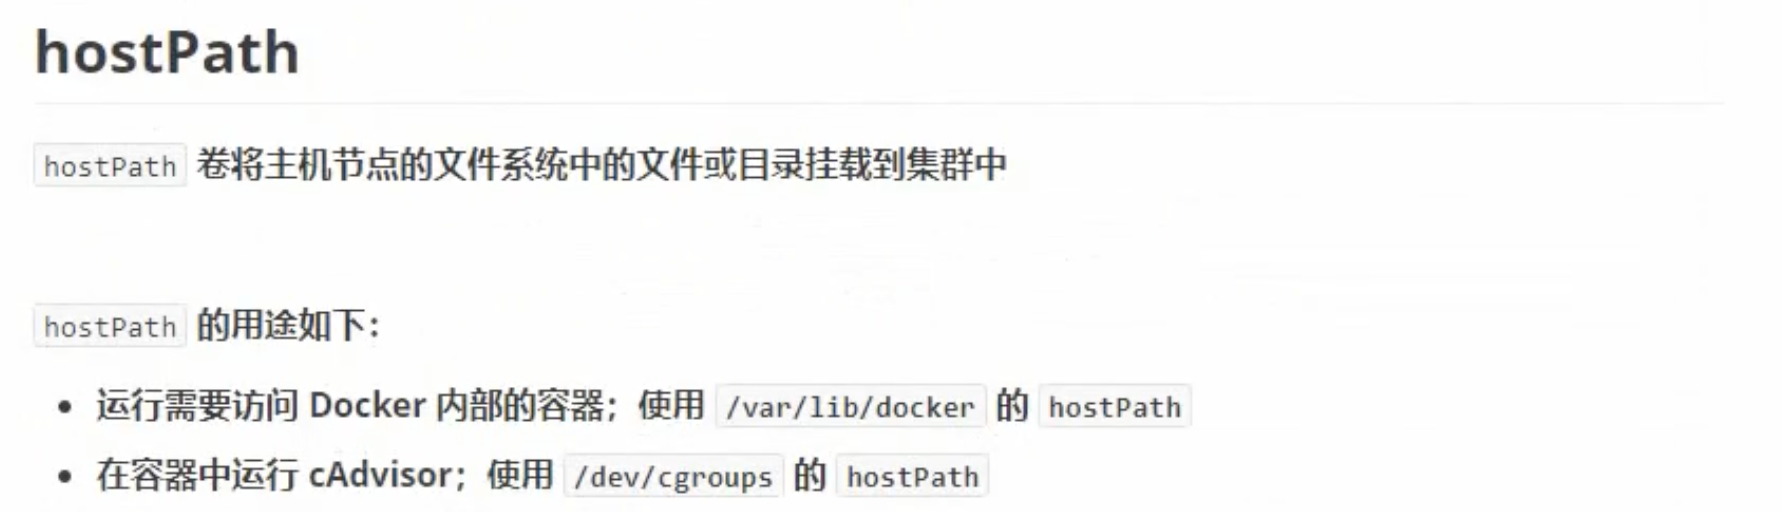 hostPath
hostPath 卷将主机节点的文件系统中的文件或目录挂载到集群中
hostPath 的用途如下：
• 运行需要访问 Docker 内部的容器；使用 /var/lib/docker 的 hostPath
• 在容器中运行 cAdvisor；使用 /dev/cgroups 的 hostPath